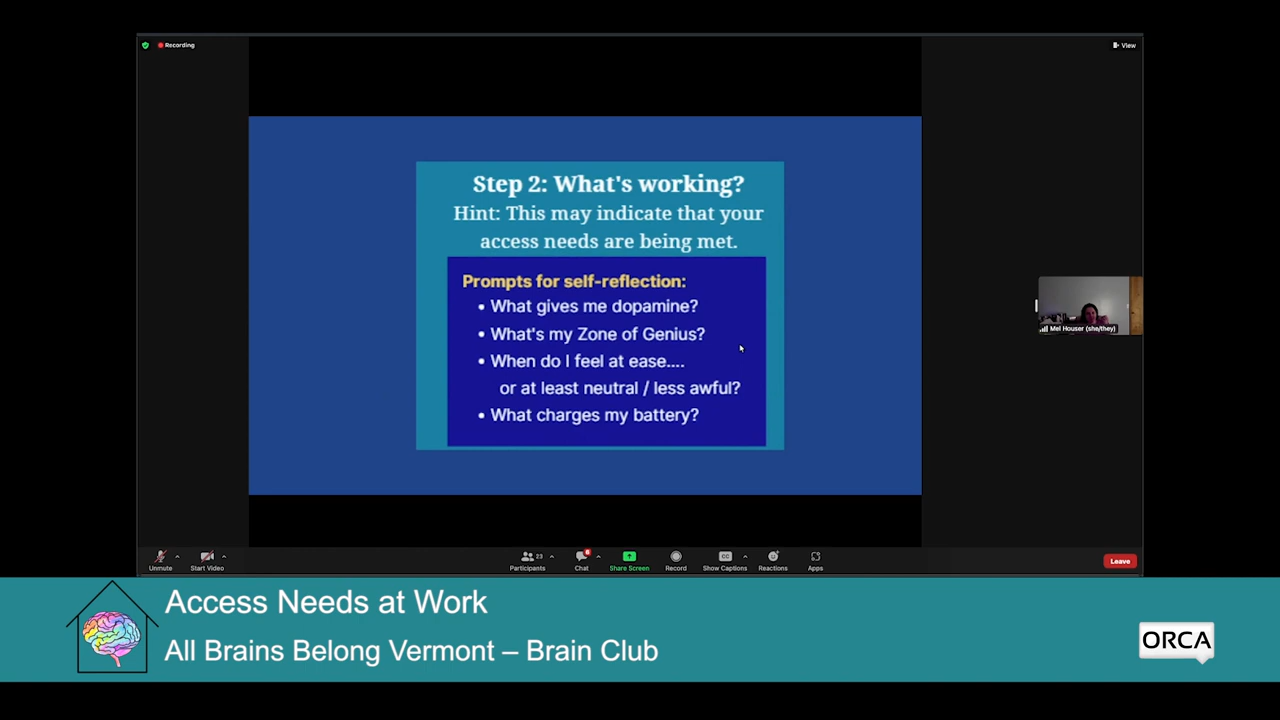 Recording
View
Step 2: What's working?
Hint: This may indicate that your
access needs are being met.
Prompts for self-reflection:
• What gives me dopamine?
• What's my Zone of Genius?
• When do I feel at ease....
or at least neutral / less awful?
• What charges my battery?
Mel Houser (she/they)
Unmute
Start Video
23
Participants
6
Chat
Share Screen
Record
CC
Show Captions
Reactions
Apps
Leave
Access Needs at Work
All Brains Belong Vermont – Brain Club
ORCA